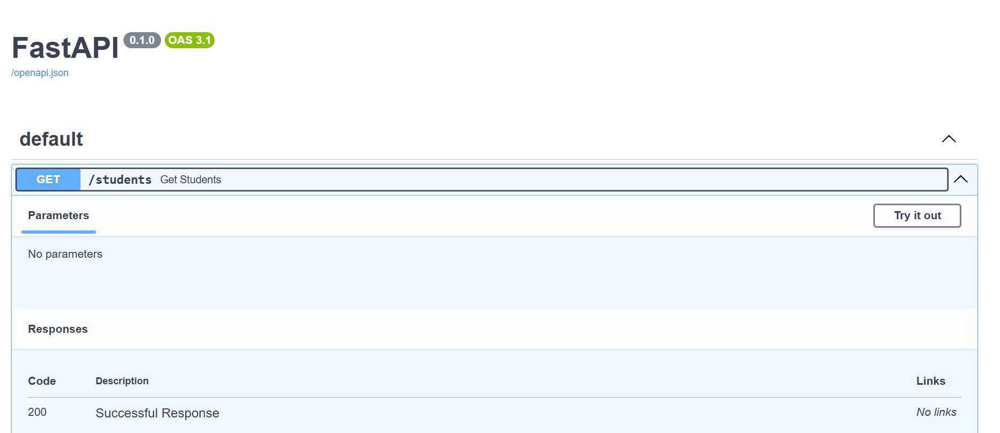 FastAPI 0.1.0 OAS 3.1
/openapi.json
default
GET /students Get Students
Parameters Try it out
No parameters
Responses
Code Description Links
200 Successful Response No links